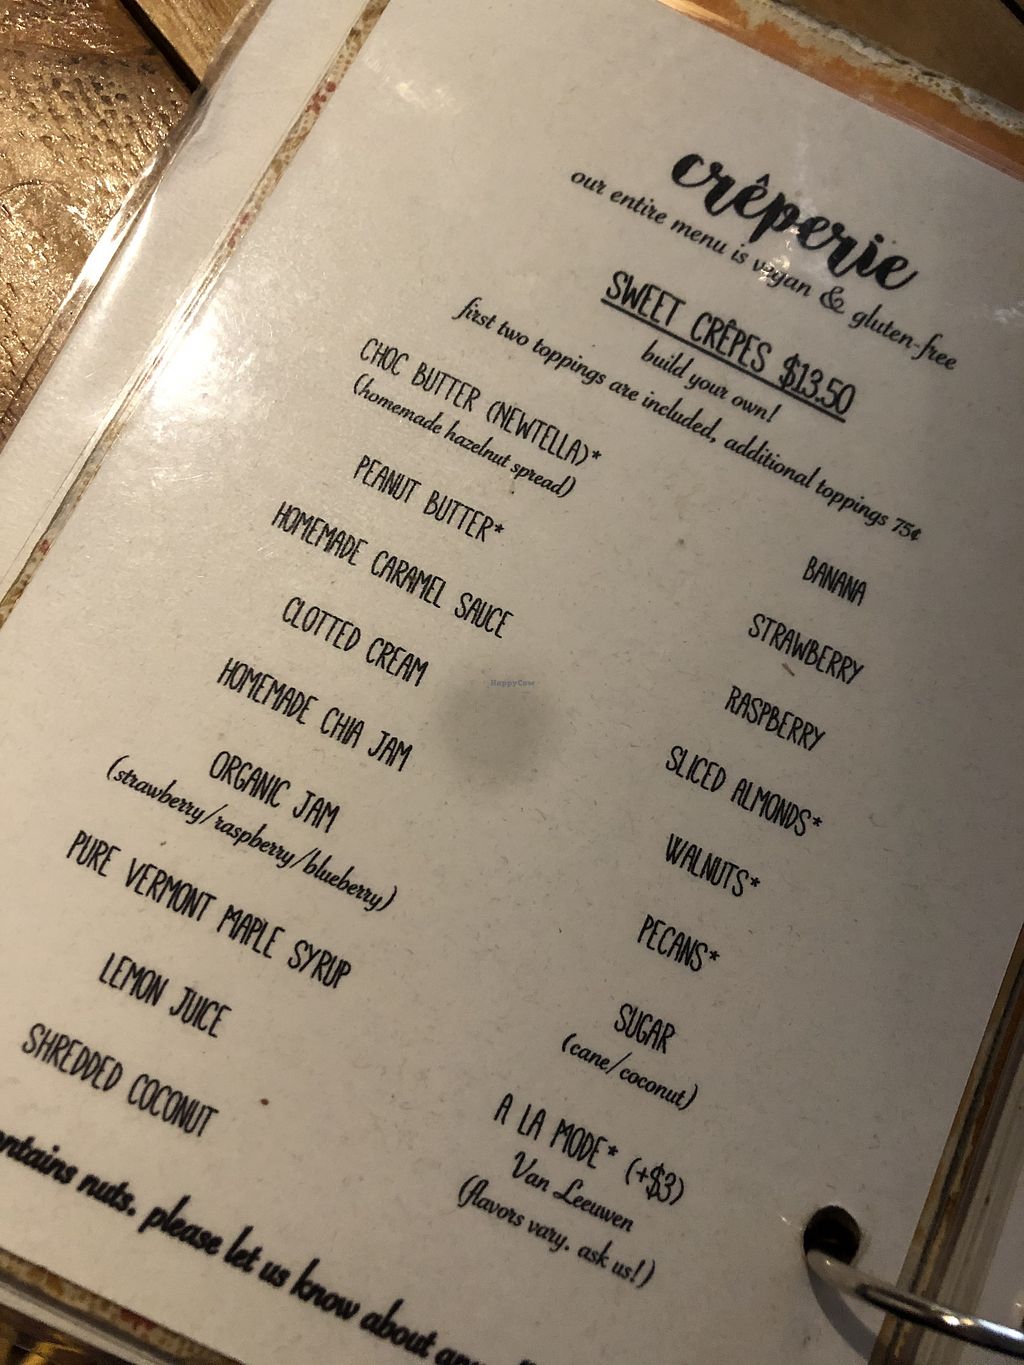 crêperie
our entire menu is vegan & gluten-free
SWEET CRÊPES $13.50
build your own!
first two toppings are included, additional toppings 75¢
CHOC BUTTER (NEWTELLA)*
(homemade hazelnut spread)
PEANUT BUTTER*
HOMEMADE CARAMEL SAUCE
CLOTTED CREAM
HOMEMADE CHIA JAM
ORGANIC JAM
(strawberry/raspberry/blueberry)
PURE VERMONT MAPLE SYRUP
LEMON JUICE
SHREDDED COCONUT
BANANA
STRAWBERRY
RASPBERRY
SLICED ALMONDS*
WALNUTS*
PECANS*
SUGAR
(cane/coconut)
A LA MODE* (+$3)
Van Leeuwen
(flavors vary. ask us!)
nuts. please let us know about
HappyCow